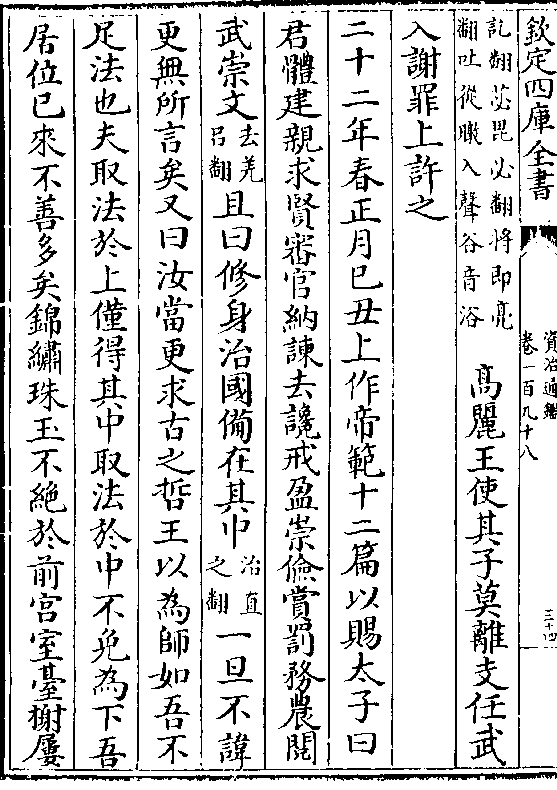 欽定四庫全書
資治通鑑
卷一百九十八
三十四
訖翻苾毘必翻將即亮
翻吐從暾入聲谷音浴
高麗王使其子莫離支任武
入謝罪上許之
二十二年春正月己丑上作帝範十二篇以賜太子曰
君體建親求賢審官納諫去讒戒盈崇儉賞罰務農閱
武崇文去羌呂翻且曰修身治國備在其中治直之翻一旦不諱
更無所言矣又曰汝當更求古之哲王以為師如吾不
足法也夫取法於上僅得其中取法於中不免為下吾
居位已來不善多矣錦繡珠玉不絕於前宮室臺榭屢